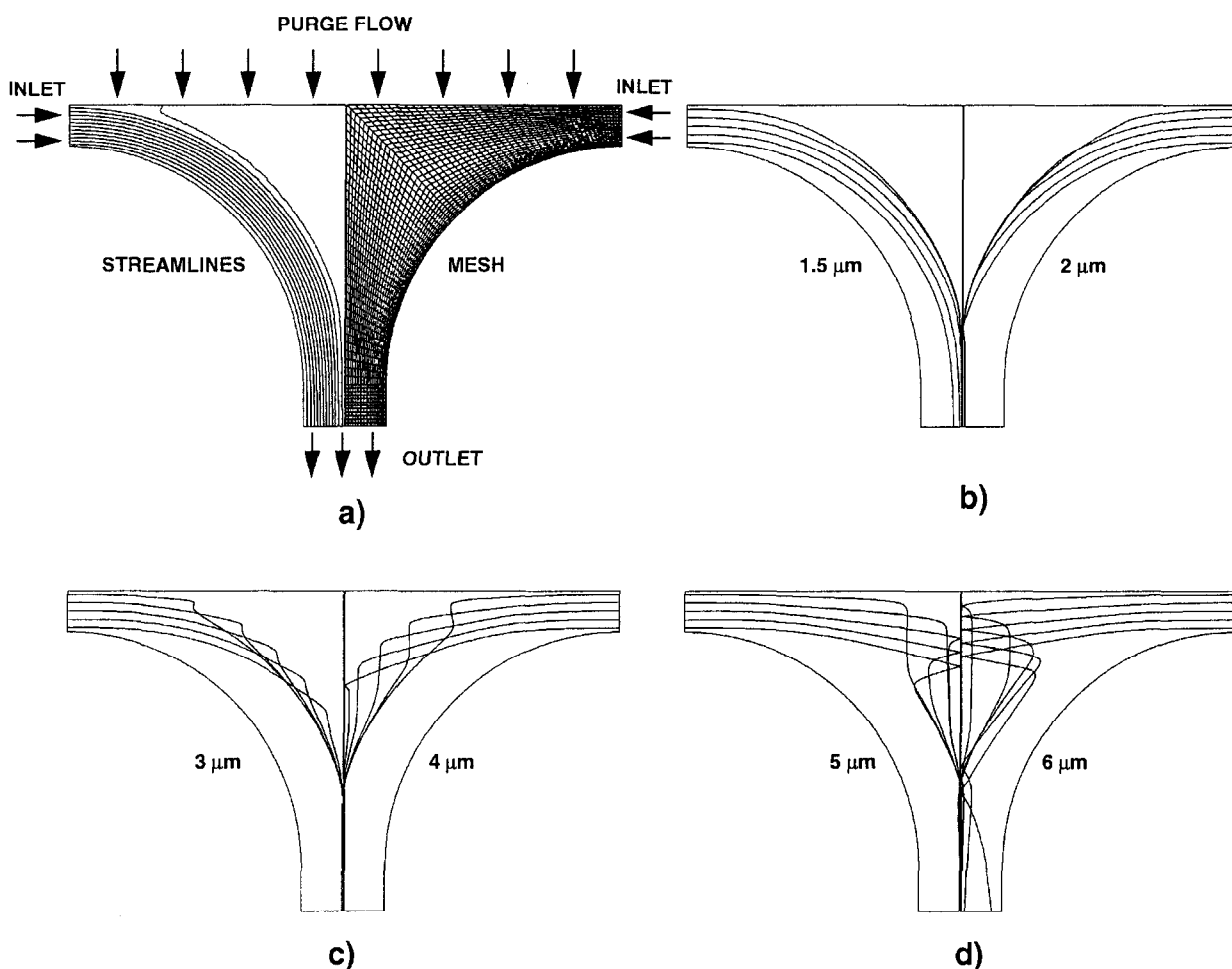 PURGE FLOW
INLET
INLET
STREAMLINES
MESH
OUTLET
a)
1.5 μm
2 μm
b)
3 μm
4 μm
c)
5 μm
6 μm
d)